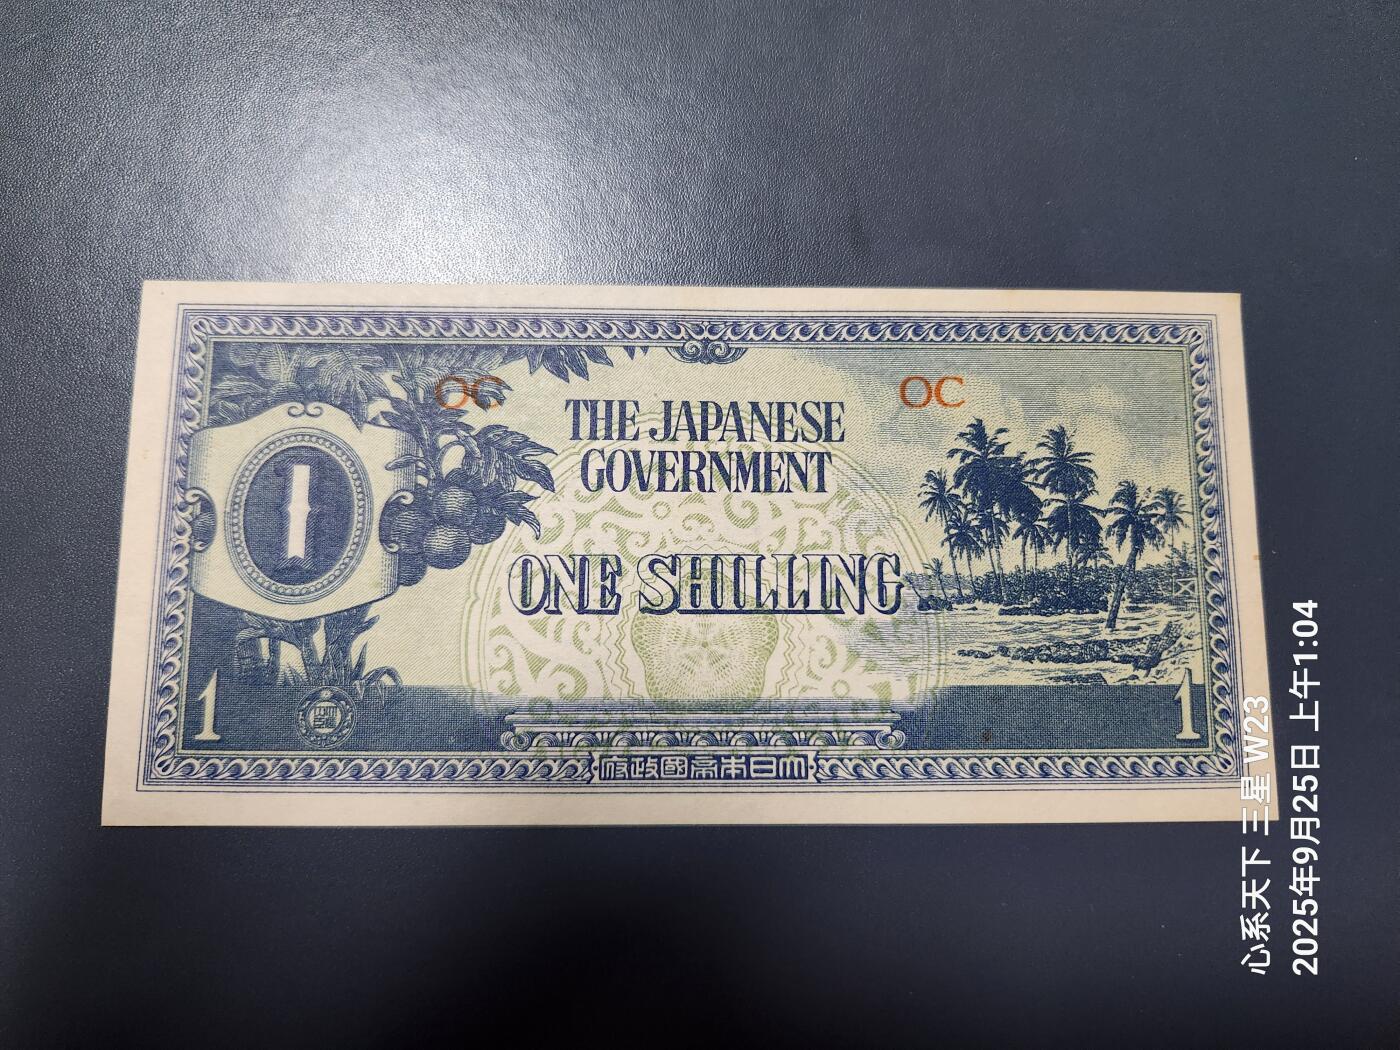 OC
OC
THE JAPANESE
GOVERNMENT
1
ONE SHILLING
1
1
府政國帝本日大
心系天下 三星 W23
2025年9月25日 上午1:04